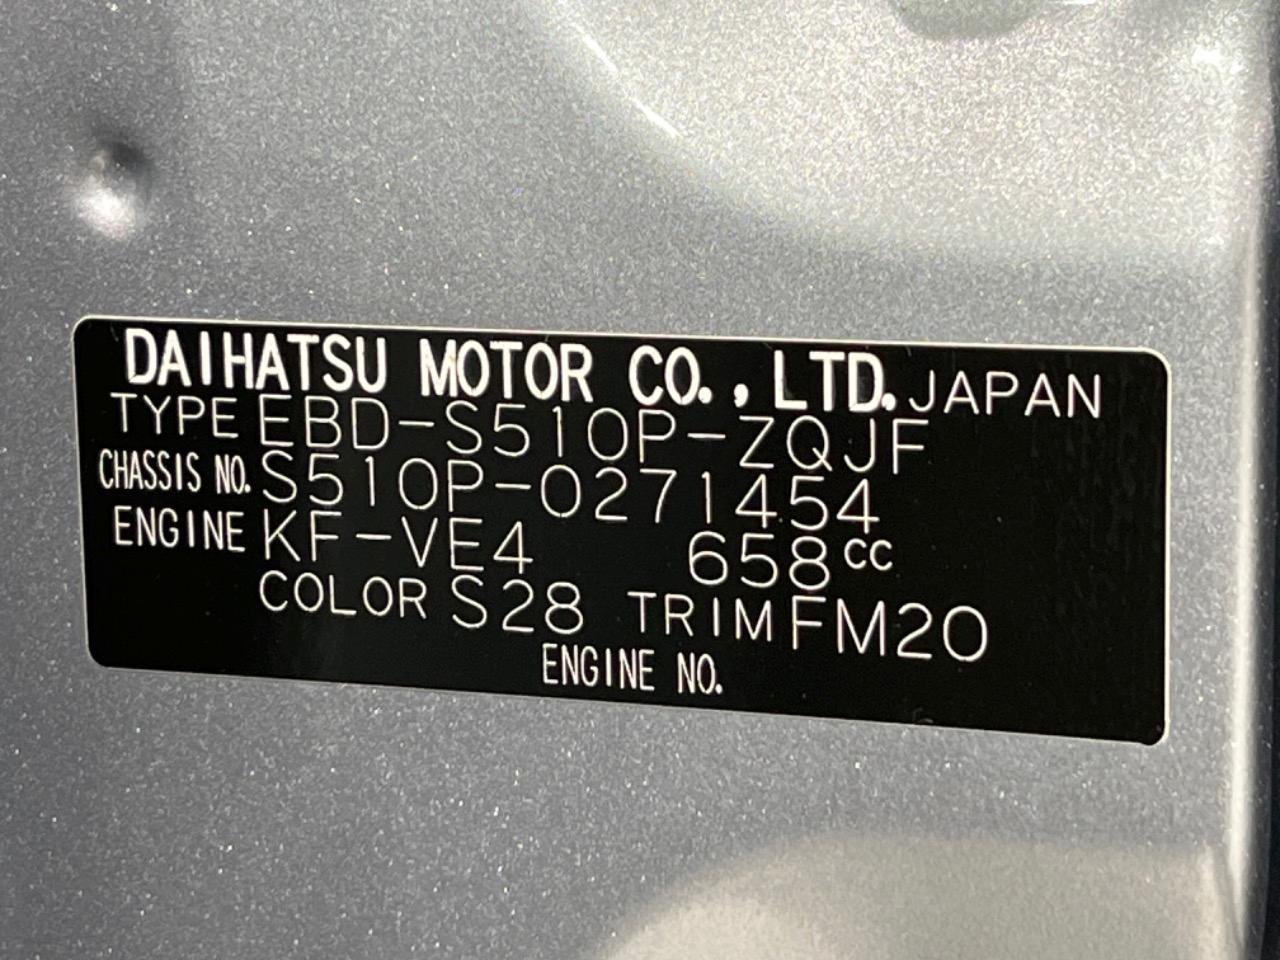 DAIHATSU MOTOR CO., LTD. JAPAN
TYPE EBD-S510P-ZQJF
CHASSIS NO. S510P-0271454
ENGINE KF-VE4 658cc
COLOR S28 TRIM FM20
ENGINE NO.